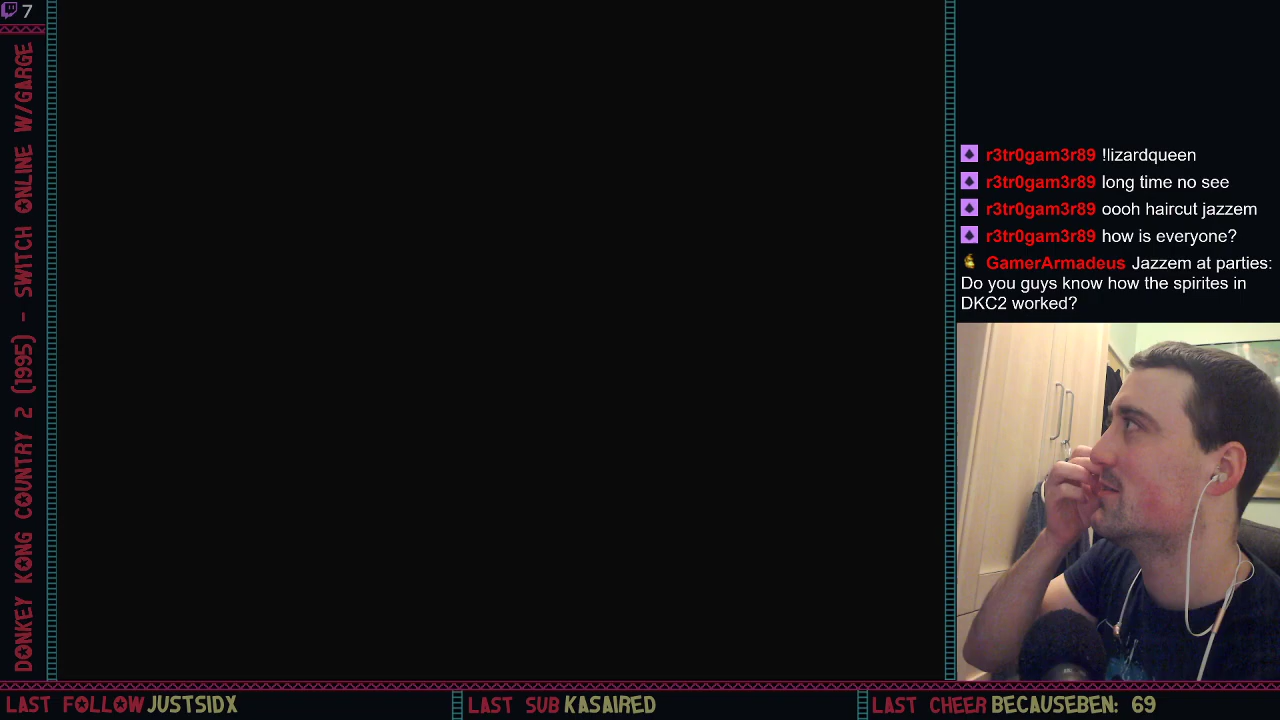 7
DONKEY KONG COUNTRY 2 (1995) - SWITCH ONLINE W/GARGE
r3tr0gam3r89 !lizardqueen
r3tr0gam3r89 long time no see
r3tr0gam3r89 oooh haircut jazzem
r3tr0gam3r89 how is everyone?
GamerArmadeus Jazzem at parties:
Do you guys know how the spirites in
DKC2 worked?
LAST FOLLOW JUSTSIDX
LAST SUB KASAIRED
LAST CHEER BECAUSEBEN: 69